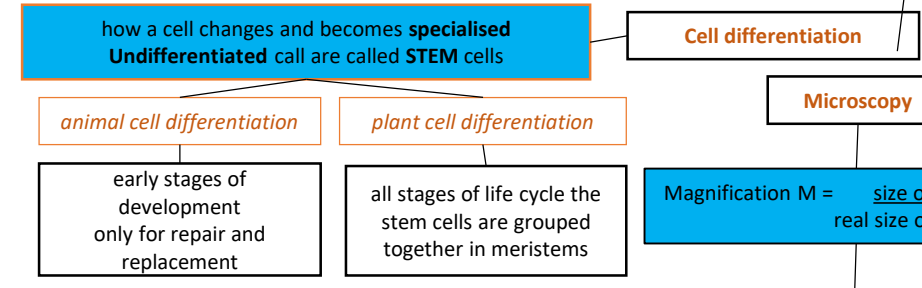 how a cell changes and becomes specialised
Undifferentiated call are called STEM cells
Cell differentiation
animal cell differentiation
plant cell differentiation
early stages of
development
only for repair and
replacement
all stages of life cycle the
stem cells are grouped
together in meristems
Microscopy
Magnification M = size
real size